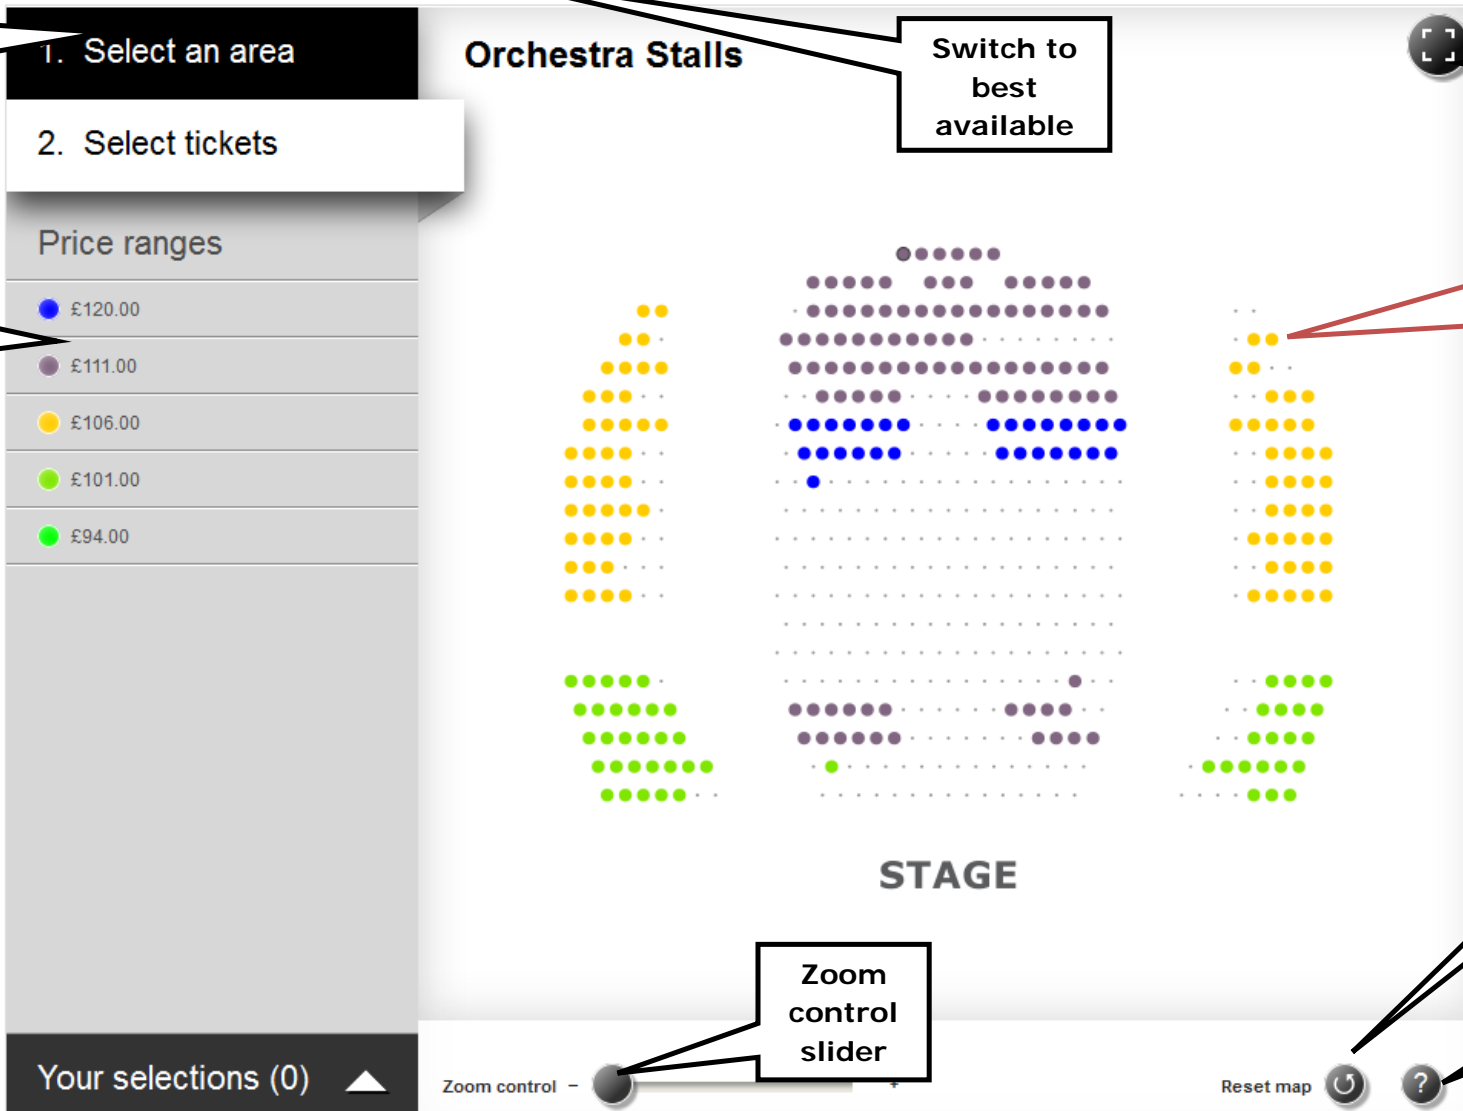 1. Select an area
2. Select tickets
Price ranges
£120.00
£111.00
£106.00
£101.00
£94.00
Your selections (0)
Orchestra Stalls
Switch to
best
available
STAGE
Zoom
control
slider
Zoom control - +
Reset map
?